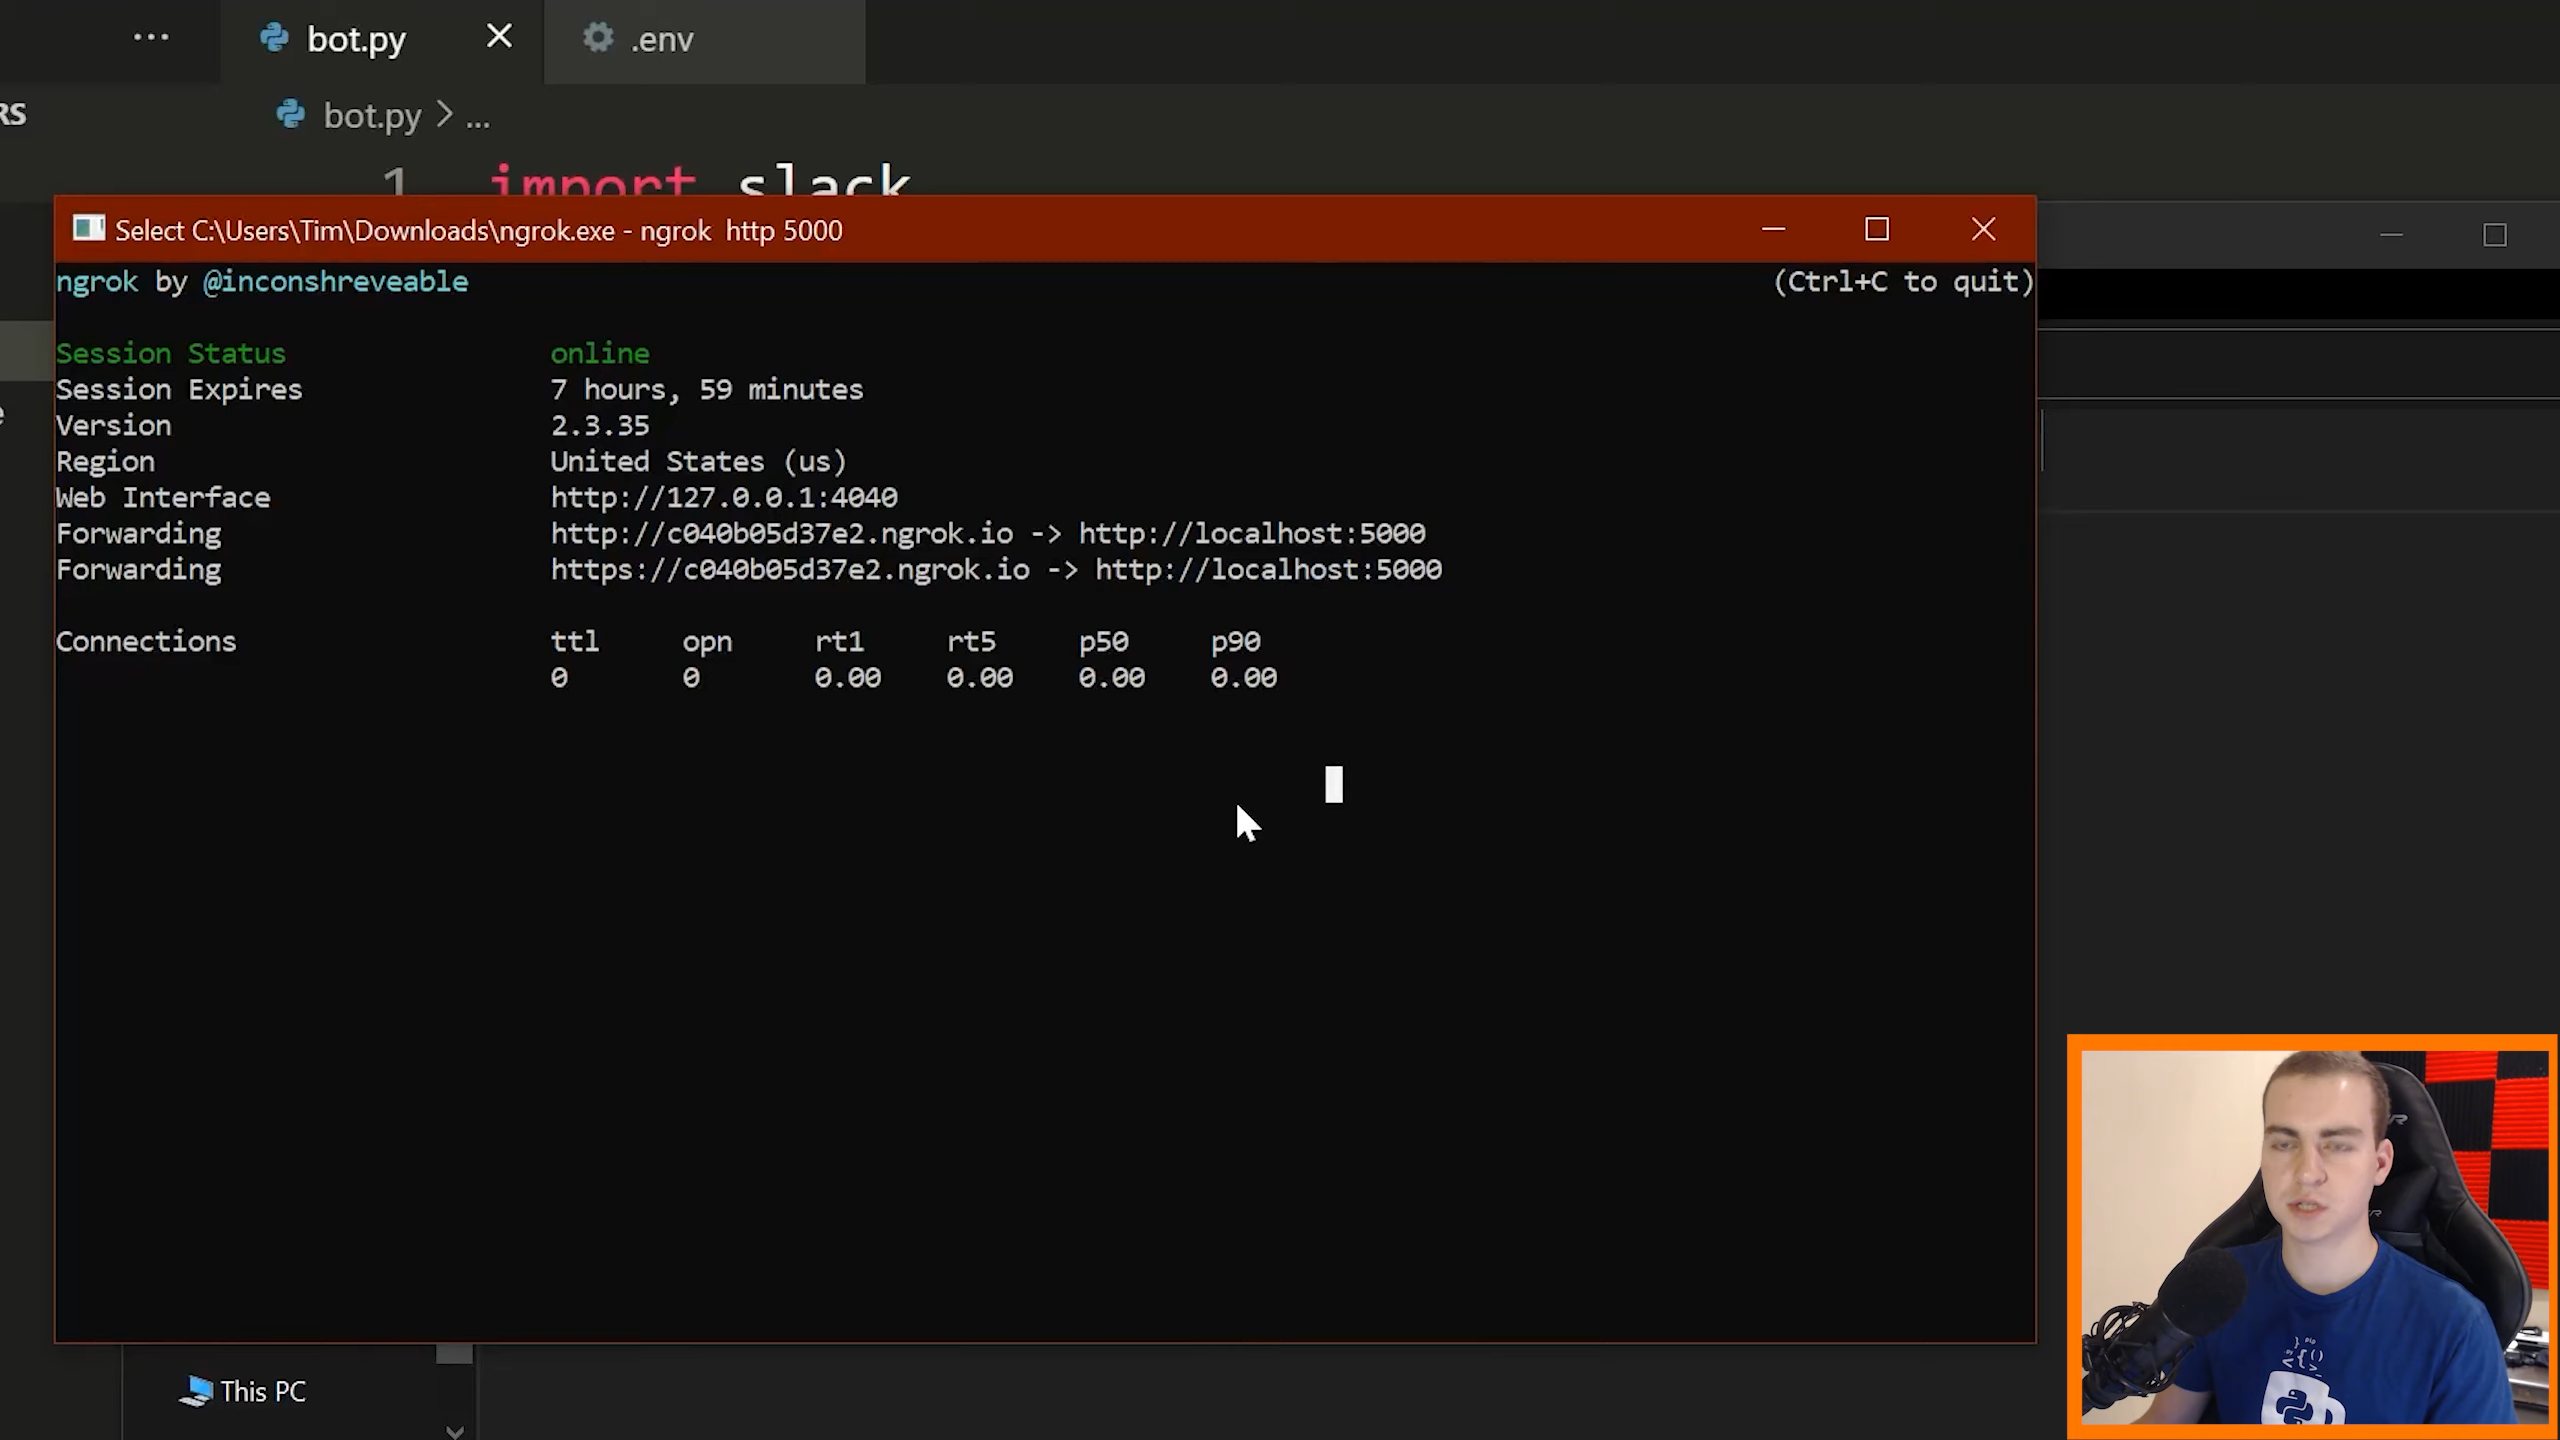 ... bot.py .env
RS
bot.py > ...
1 import slack
Select C:\Users\Tim\Downloads\ngrok.exe - ngrok  http 5000
ngrok by @inconshreveable (Ctrl+C to quit)
Session Status online
Session Expires 7 hours, 59 minutes
Version 2.3.35
Region United States (us)
Web Interface http://127.0.0.1:4040
Forwarding http://c040b05d37e2.ngrok.io -> http://localhost:5000
Forwarding https://c040b05d37e2.ngrok.io -> http://localhost:5000
Connections ttl opn rt1 rt5 p50 p90
0 0 0.00 0.00 0.00 0.00
This PC